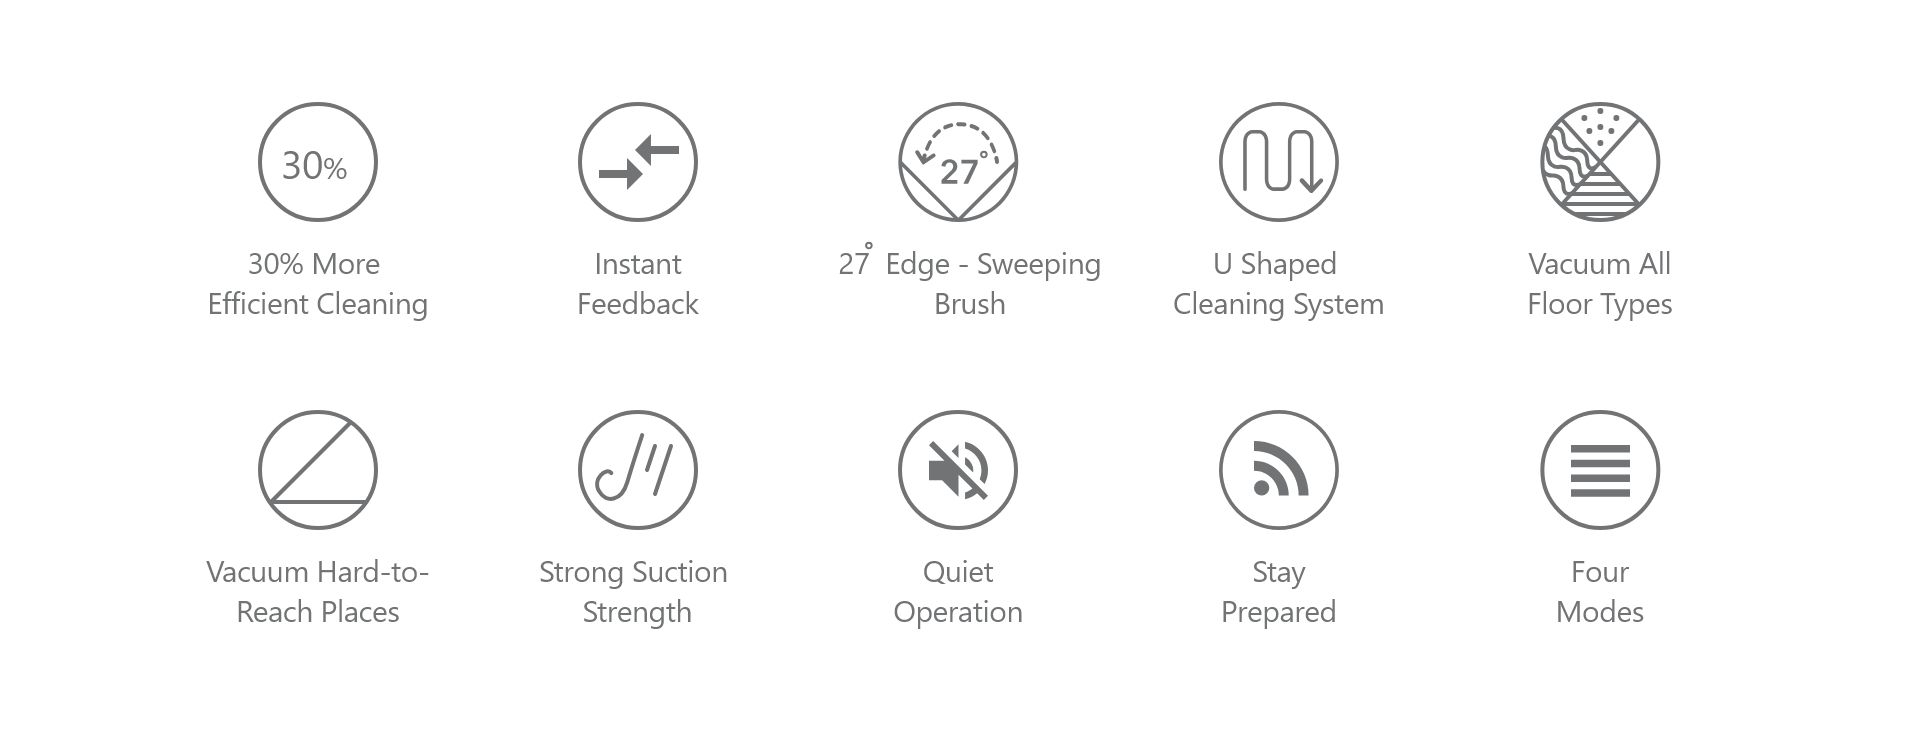 30%
30% More
Efficient Cleaning
Instant
Feedback
27°
27° Edge - Sweeping
Brush
U Shaped
Cleaning System
Vacuum All
Floor Types
Vacuum Hard-to-
Reach Places
Strong Suction
Strength
Quiet
Operation
Stay
Prepared
Four
Modes